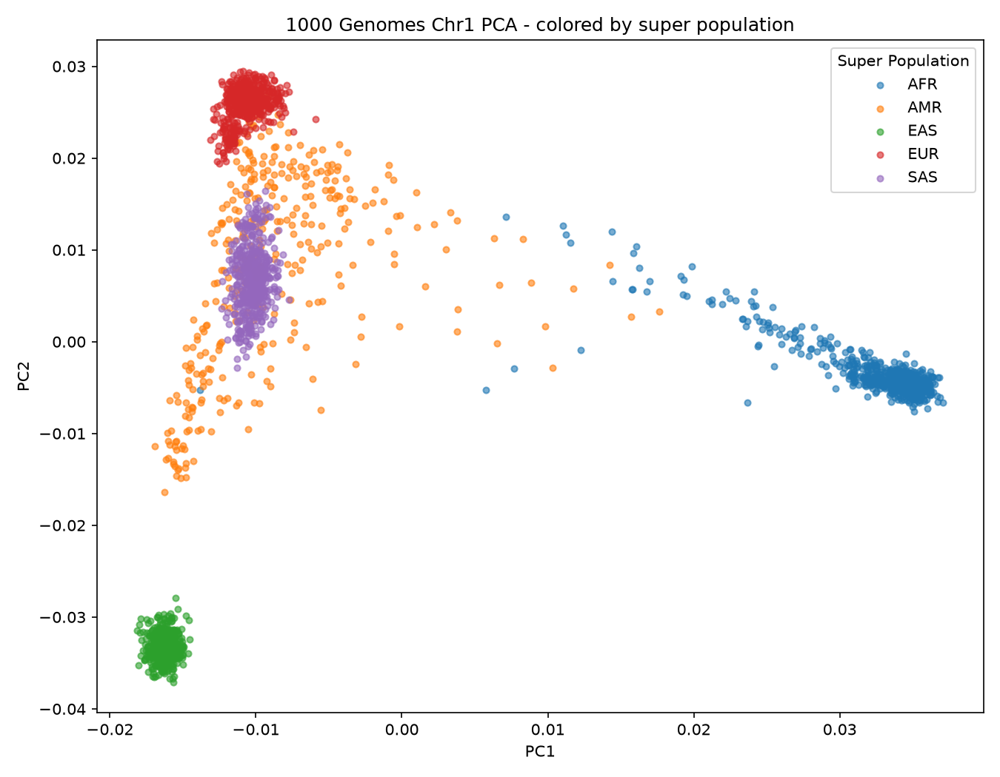 1000 Genomes Chr1 PCA - colored by super population
Super Population
AFR
AMR
EAS
EUR
SAS
PC2
0.03
0.02
0.01
0.00
−0.01
−0.02
−0.03
−0.04
−0.02
−0.01
0.00
0.01
0.02
0.03
PC1